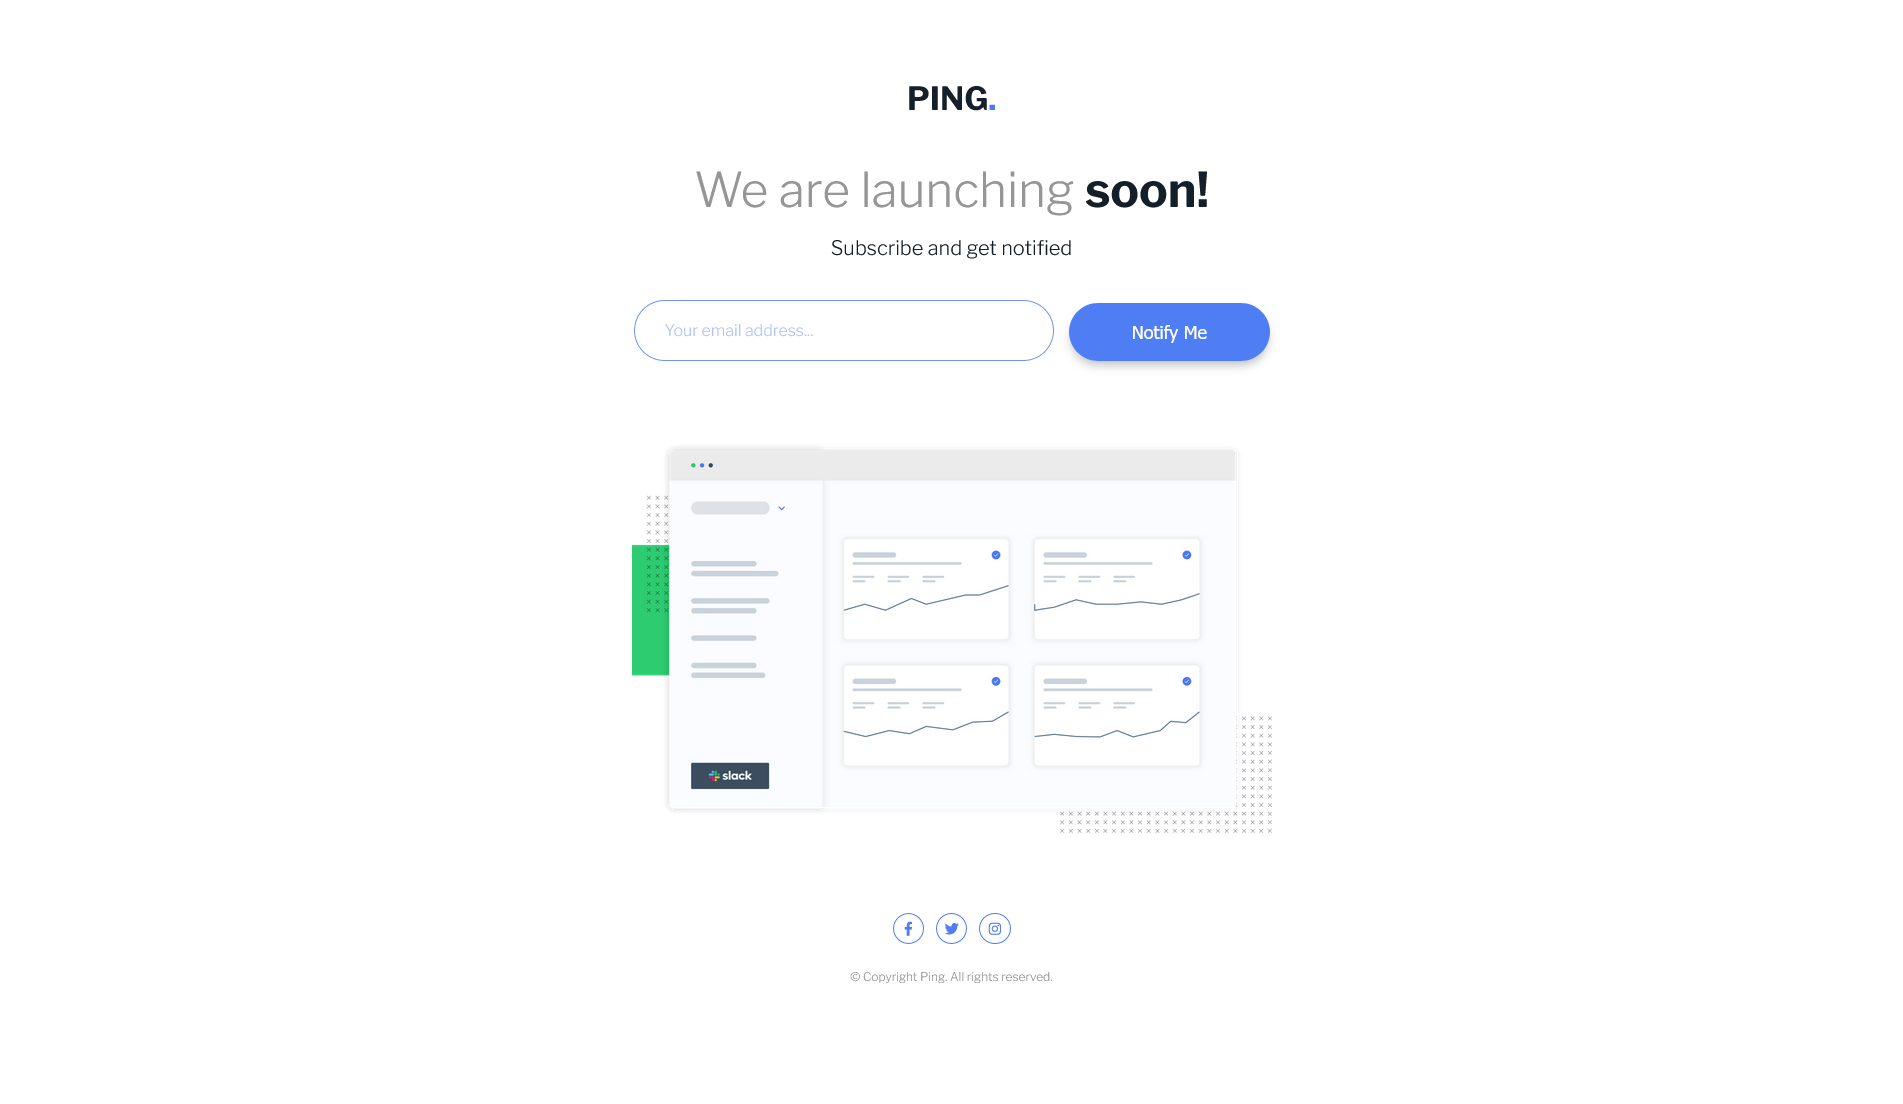 PING.
We are launching soon!
Subscribe and get notified
Your email address...
Notify Me
slack
© Copyright Ping. All rights reserved.